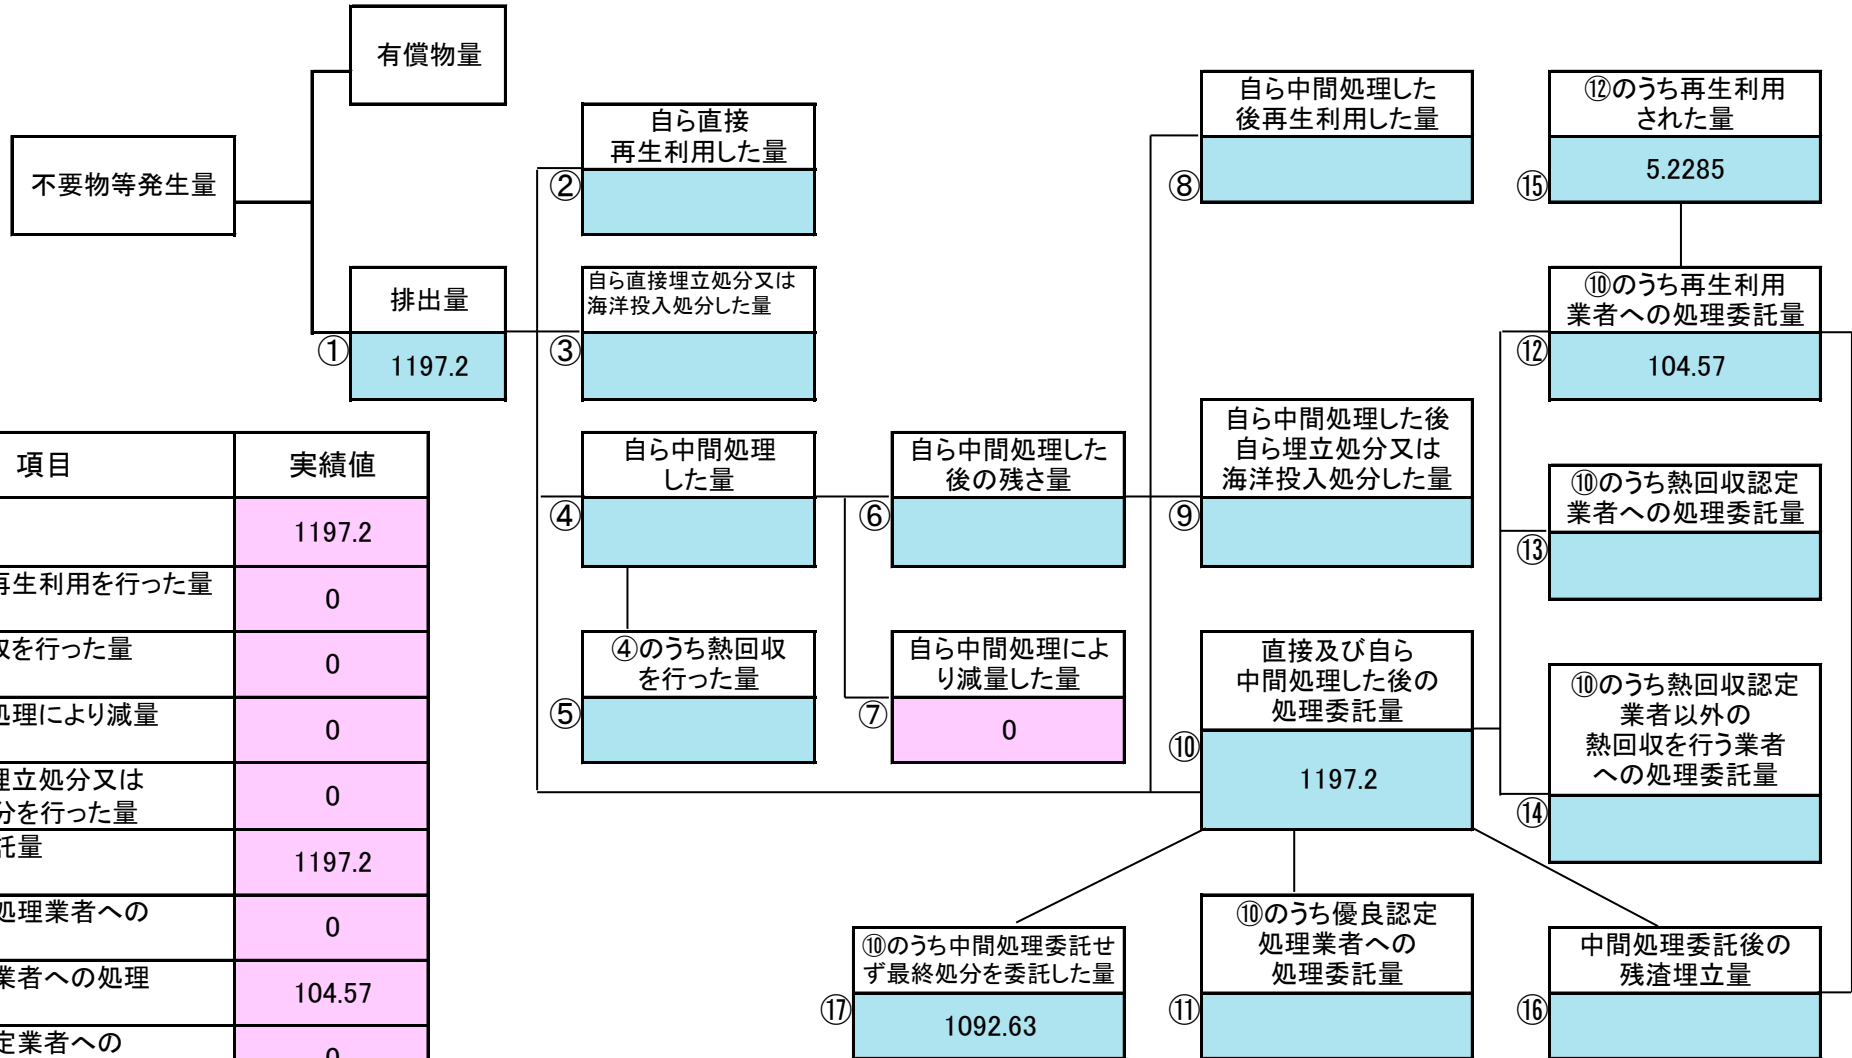 有償物量
不要物等発生量
排出量
①
1197.2
自ら直接
再生利用した量
②
自ら直接埋立処分又は
海洋投入処分した量
③
自ら中間処理
した量
④
④のうち熱回収
を行った量
⑤
自ら中間処理した
後の残さ量
⑥
自ら中間処理によ
り減量した量
⑦
0
自ら中間処理した
後再生利用した量
⑧
自ら中間処理した後
自ら埋立処分又は
海洋投入処分した量
⑨
直接及び自ら
中間処理した後の
処理委託量
⑩
1197.2
⑫のうち再生利用
された量
⑮
5.2285
⑩のうち再生利用
業者への処理委託量
⑫
104.57
⑩のうち熱回収認定
業者への処理委託量
⑬
⑩のうち熱回収認定
業者以外の
熱回収を行う業者
への処理委託量
⑭
⑩のうち中間処理委託せ
ず最終処分を委託した量
⑰
1092.63
⑩のうち優良認定
処理業者への
処理委託量
⑪
中間処理委託後の
残渣埋立量
⑯
項目 実績値
1197.2
再生利用を行った量 0
を行った量 0
処理により減量 0
埋立処分又は
分を行った量 0
託量 1197.2
処理業者への 0
業者への処理 104.57
定業者への 0